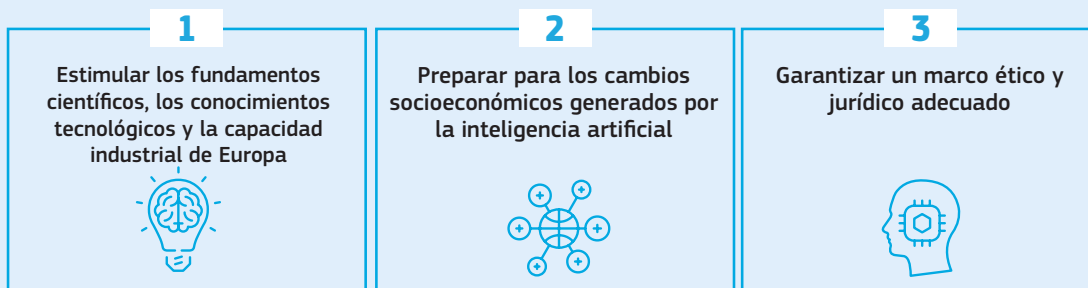 1
Estimular los fundamentos
científicos, los conocimientos
tecnológicos y la capacidad
industrial de Europa
2
Preparar para los cambios
socioeconómicos generados por
la inteligencia artificial
3
Garantizar un marco ético y
jurídico adecuado